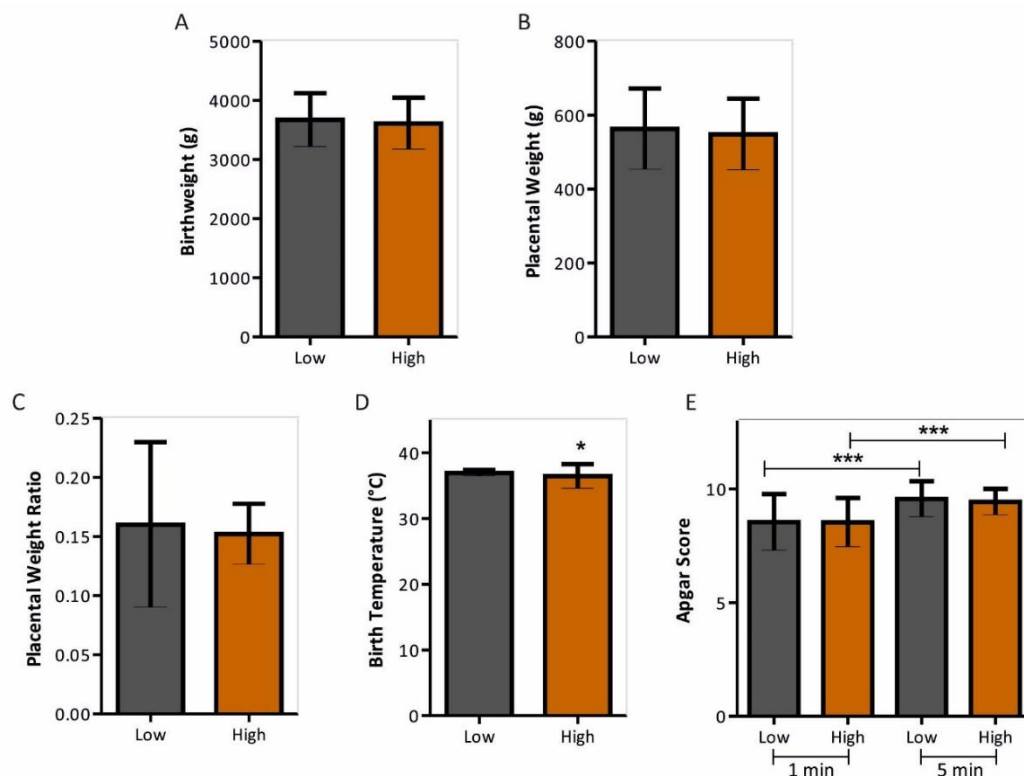 A
Birthweight (g)
5000
4000
3000
2000
1000
0
Low High
B
Placental Weight (g)
800
600
400
200
0
Low High
C
Placental Weight Ratio
0.25
0.20
0.15
0.10
0.05
0.00
Low High
D
Birth Temperature (°C)
40
30
20
10
0
*
Low High
E
Apgar Score
10
5
0
***
***
Low High Low High
1 min 5 min